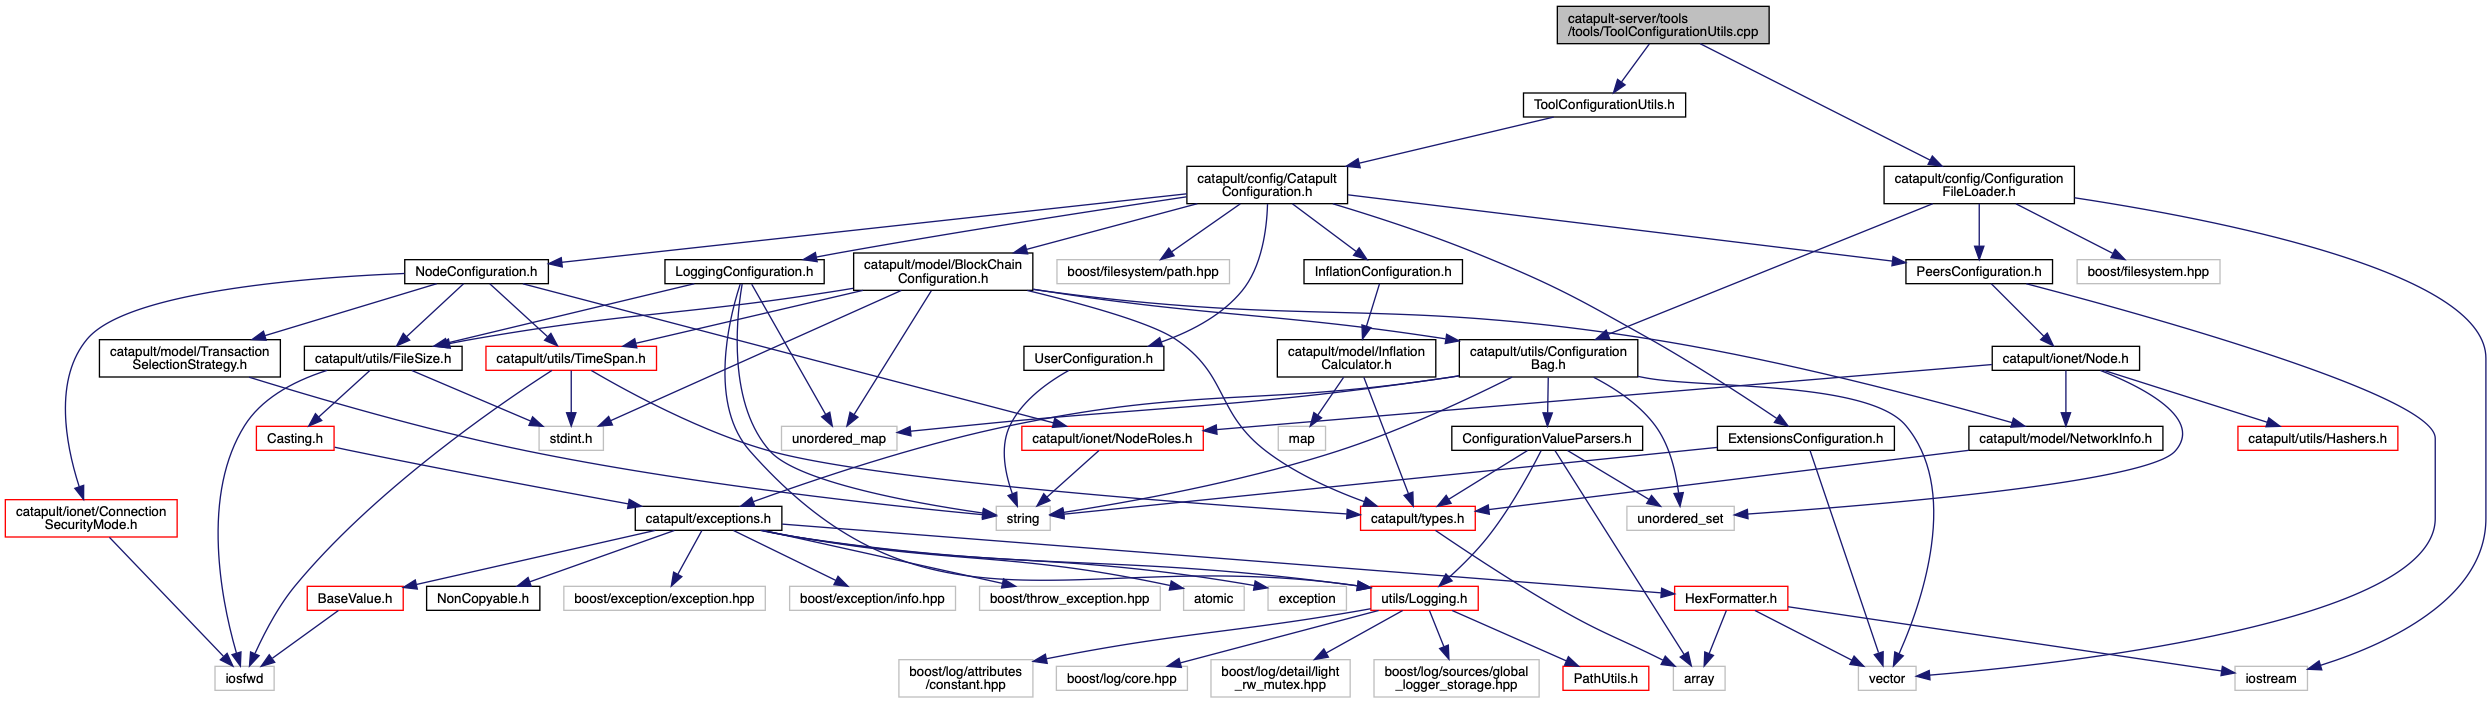 catapult-server/tools
/tools/ToolConfigurationUtils.cpp
ToolConfigurationUtils.h
catapult/config/Catapult
Configuration.h
catapult/config/Configuration
FileLoader.h
NodeConfiguration.h
LoggingConfiguration.h
catapult/model/BlockChain
Configuration.h
boost/filesystem/path.hpp
InflationConfiguration.h
PeersConfiguration.h
boost/filesystem.hpp
catapult/model/Transaction
SelectionStrategy.h
catapult/utils/FileSize.h
catapult/utils/TimeSpan.h
UserConfiguration.h
catapult/model/Inflation
Calculator.h
catapult/utils/Configuration
Bag.h
catapult/ionet/Node.h
Casting.h
stdint.h
unordered_map
catapult/ionet/NodeRoles.h
map
ConfigurationValueParsers.h
ExtensionsConfiguration.h
catapult/model/NetworkInfo.h
catapult/utils/Hashers.h
catapult/ionet/Connection
SecurityMode.h
catapult/exceptions.h
string
catapult/types.h
unordered_set
BaseValue.h
NonCopyable.h
boost/exception/exception.hpp
boost/exception/info.hpp
boost/throw_exception.hpp
atomic
exception
utils/Logging.h
HexFormatter.h
iosfwd
boost/log/attributes
/constant.hpp
boost/log/core.hpp
boost/log/detail/light
_rw_mutex.hpp
boost/log/sources/global
_logger_storage.hpp
PathUtils.h
array
vector
iostream